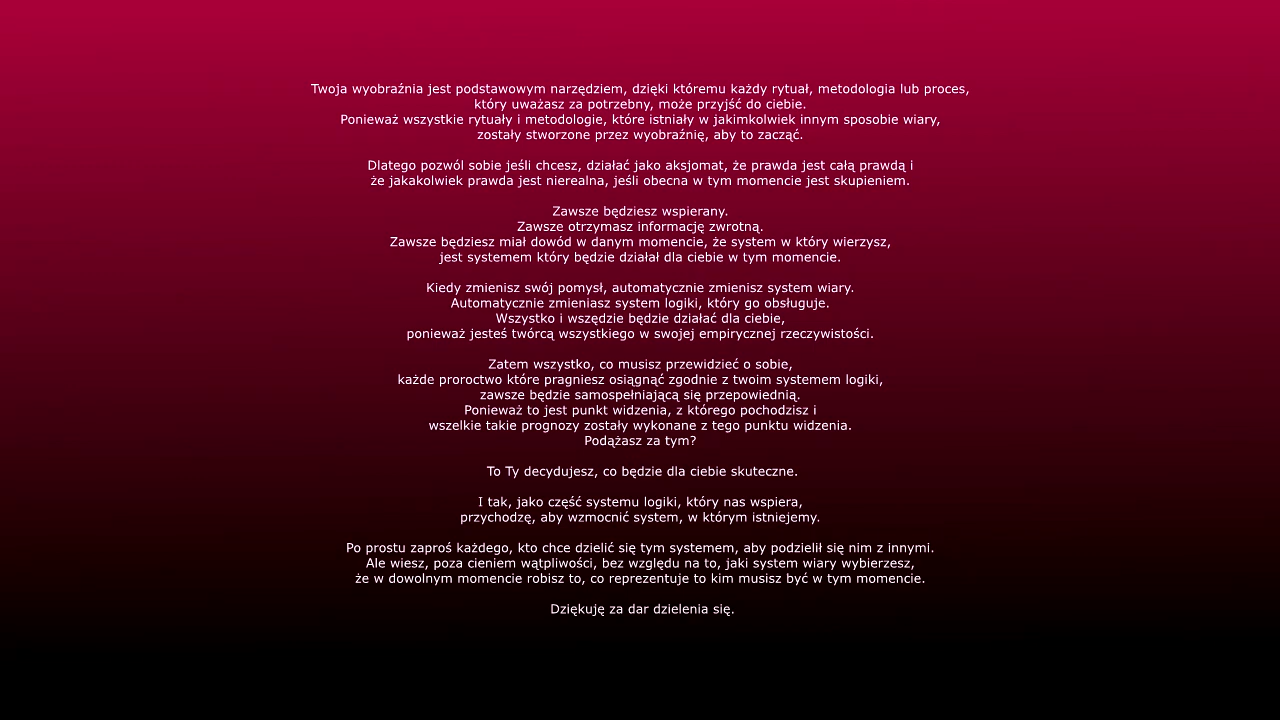 Twoja wyobraźnia jest podstawowym narzędziem, dzięki któremu każdy rytuał, metodologia lub proces,
który uważasz za potrzebny, może przyjść do ciebie.
Ponieważ wszystkie rytuały i metodologie, które istniały w jakimkolwiek innym sposobie wiary,
zostały stworzone przez wyobraźnię, aby to zacząć.
Dlatego pozwól sobie jeśli chcesz, działać jako aksjomat, że prawda jest całą prawdą i
że jakakolwiek prawda jest nierealna, jeśli obecna w tym momencie jest skupieniem.
Zawsze będziesz wspierany.
Zawsze otrzymasz informację zwrotną.
Zawsze będziesz miał dowód w danym momencie, że system w który wierzysz,
jest systemem który będzie działał dla ciebie w tym momencie.
Kiedy zmienisz swój pomysł, automatycznie zmienisz system wiary.
Automatycznie zmieniasz system logiki, który go obsługuje.
Wszystko i wszędzie będzie działać dla ciebie,
ponieważ jesteś twórcą wszystkiego w swojej empirycznej rzeczywistości.
Zatem wszystko, co musisz przewidzieć o sobie,
każde proroctwo które pragniesz osiągnąć zgodnie z twoim systemem logiki,
zawsze będzie samospełniającą się przepowiednią.
Ponieważ to jest punkt widzenia, z którego pochodzisz i
wszelkie takie prognozy zostały wykonane z tego punktu widzenia.
Podążasz za tym?
To Ty decydujesz, co będzie dla ciebie skuteczne.
I tak, jako część systemu logiki, który nas wspiera,
przychodzę, aby wzmocnić system, w którym istniejemy.
Po prostu zaproś każdego, kto chce dzielić się tym systemem, aby podzielił się nim z innymi.
Ale wiesz, poza cieniem wątpliwości, bez względu na to, jaki system wiary wybierzesz,
że w dowolnym momencie robisz to, co reprezentuje to kim musisz być w tym momencie.
Dziękuję za dar dzielenia się.